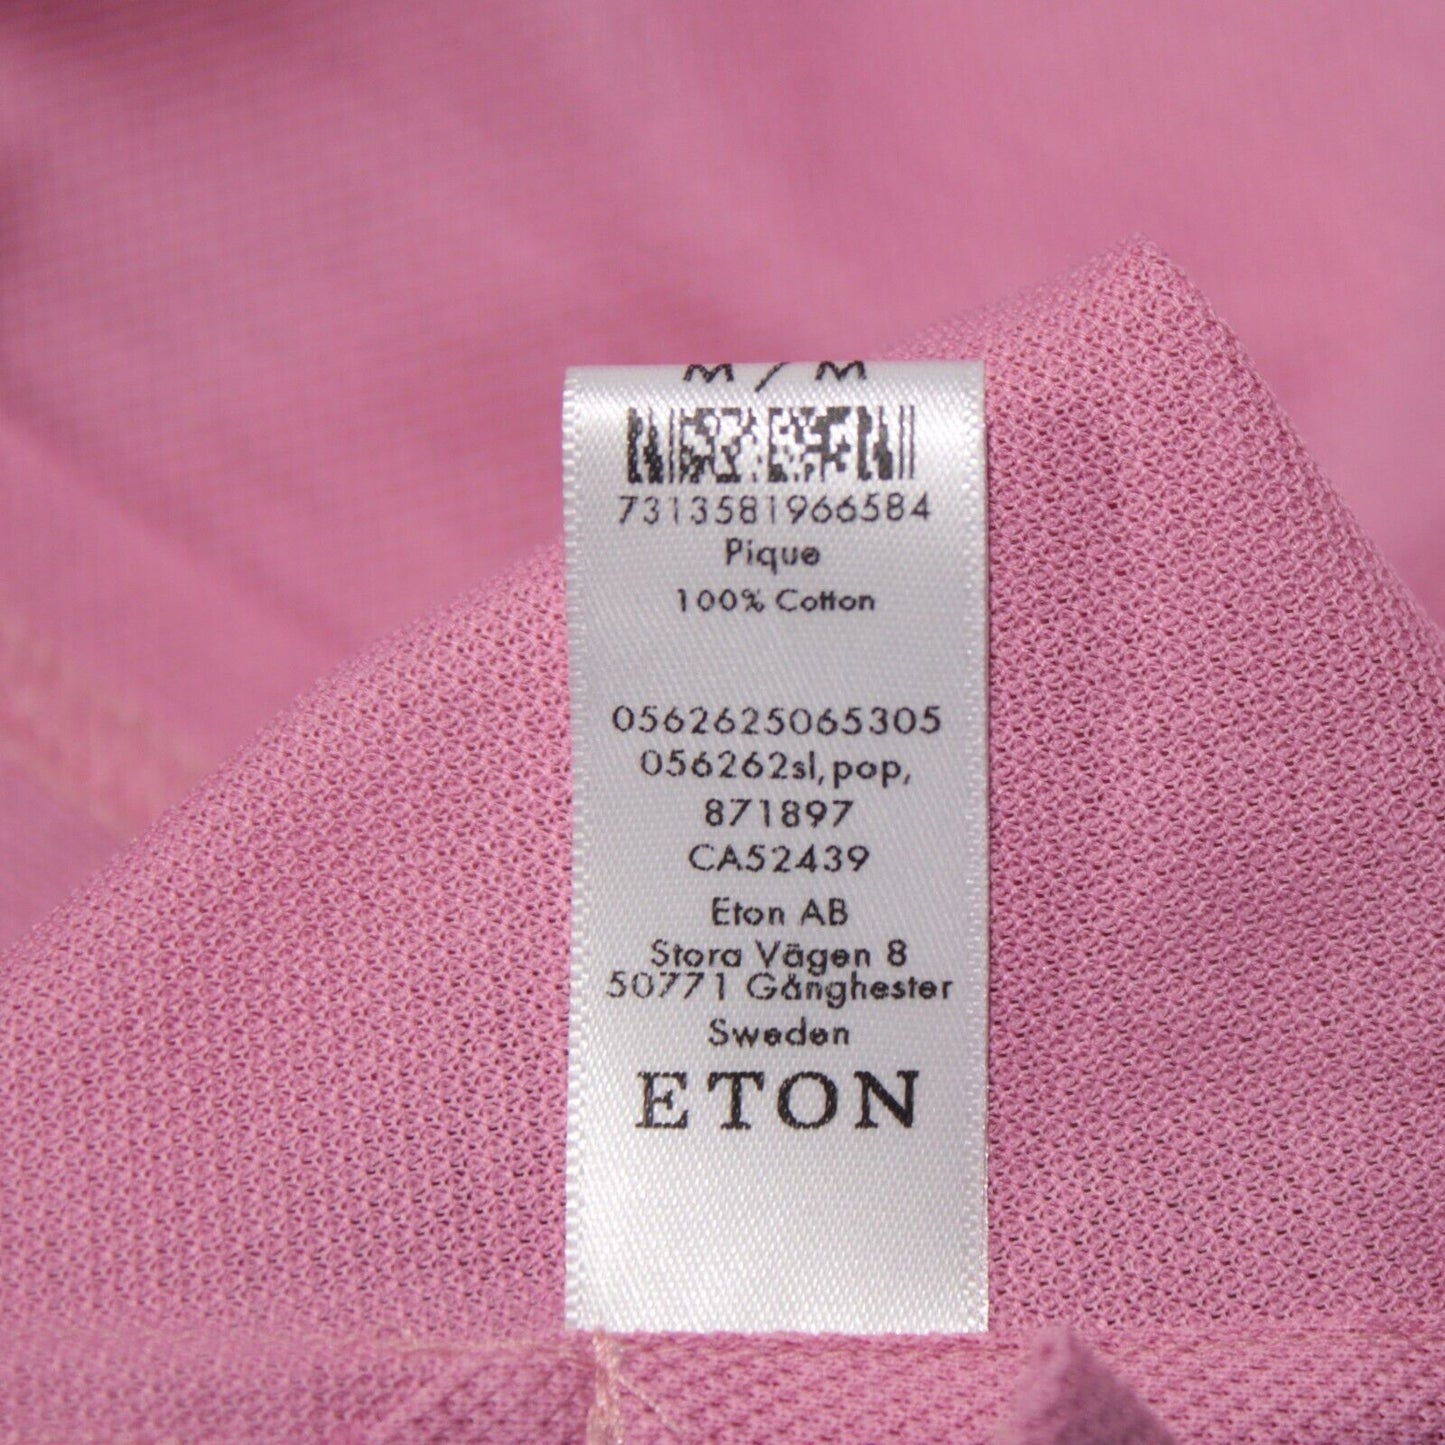 M/M
7313581966584
Pique
100% Cotton
0562625065305
056262sl,pop,
871897
CA52439
Eton AB
Stora Vägen 8
50771 Gånghester
Sweden
ETON